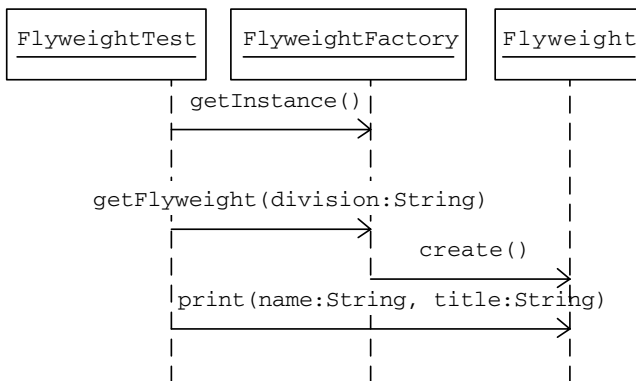 FlyweightTest
FlyweightFactory
Flyweight
getInstance()
getFlyweight(division:String)
create()
print(name:String, title:String)